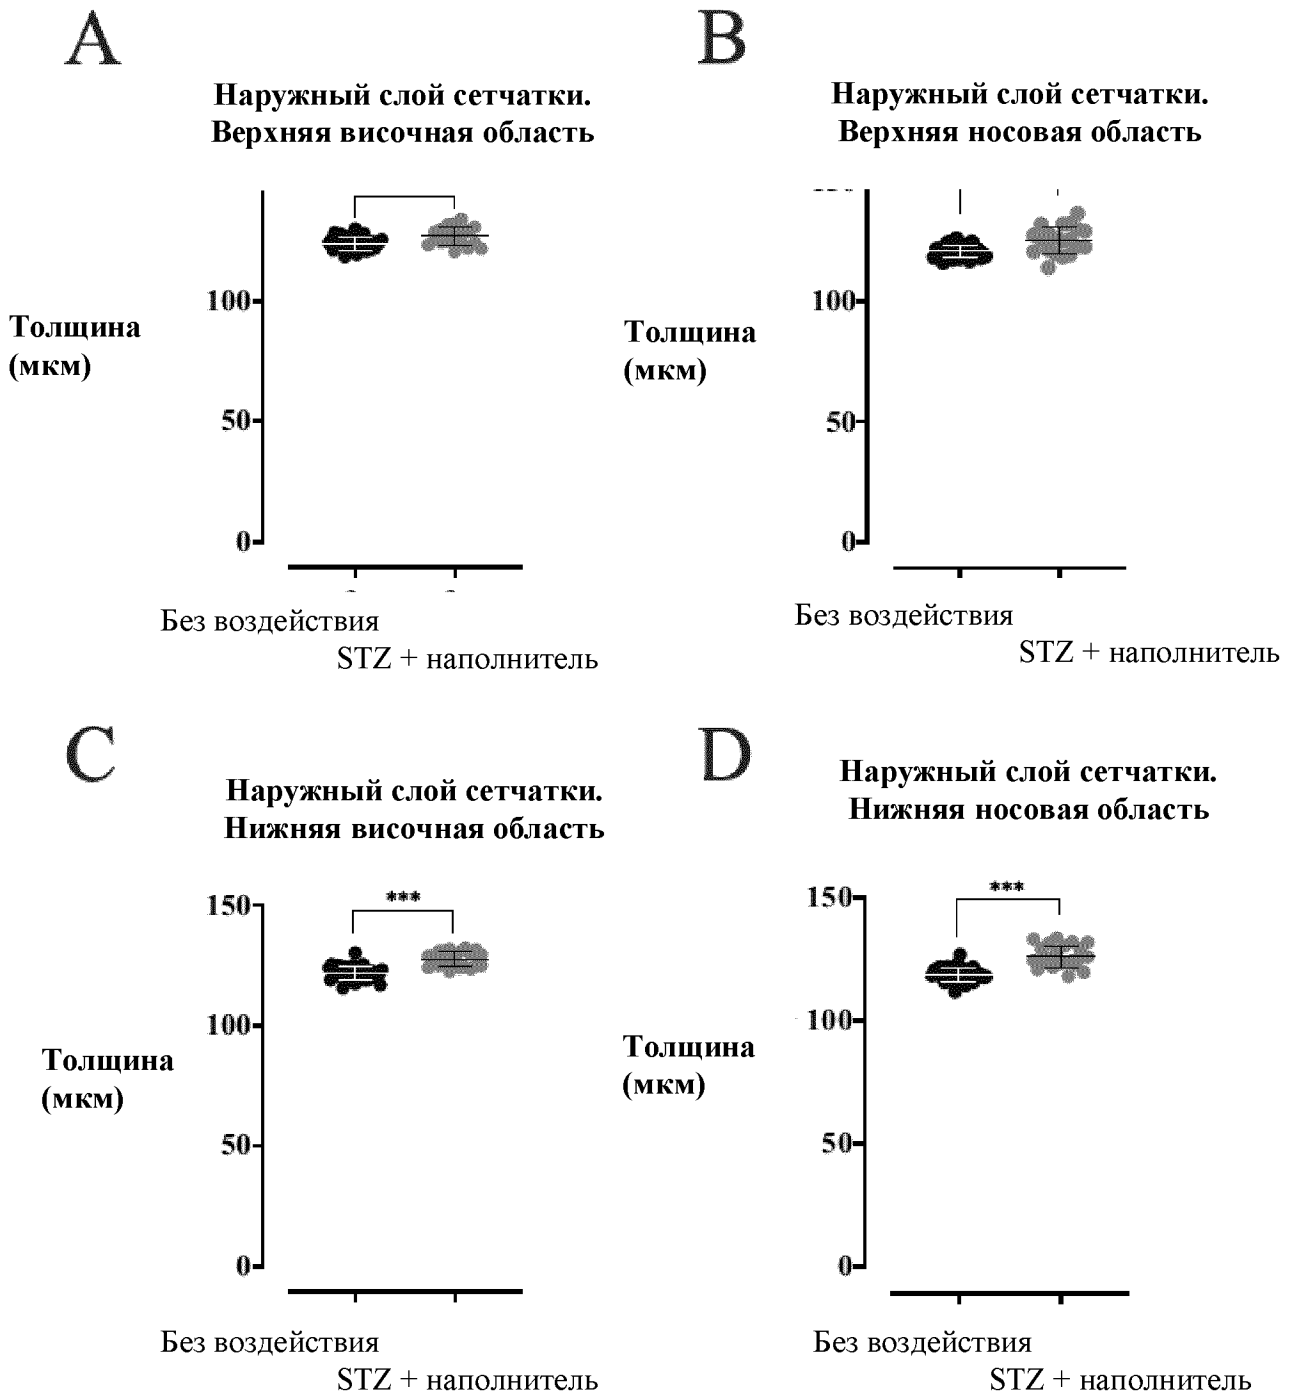 A
Наружный слой сетчатки.
Верхняя височная область
Толщина
(мкм)
100
50
0
Без воздействия
STZ + наполнитель
B
Наружный слой сетчатки.
Верхняя носовая область
Толщина
(мкм)
100
50
0
Без воздействия
STZ + наполнитель
C
Наружный слой сетчатки.
Нижняя височная область
***
Толщина
(мкм)
150
100
50
0
Без воздействия
STZ + наполнитель
D
Наружный слой сетчатки.
Нижняя носовая область
***
Толщина
(мкм)
150
100
50
0
Без воздействия
STZ + наполнитель